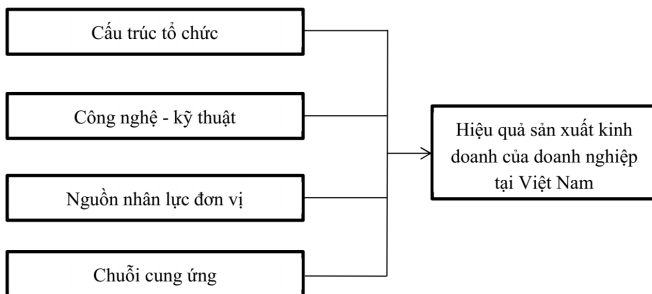 Cấu trúc tổ chức
Công nghệ - kỹ thuật
Nguồn nhân lực đơn vị
Chuỗi cung ứng
Hiệu quả sản xuất kinh
doanh của doanh nghiệp
tại Việt Nam